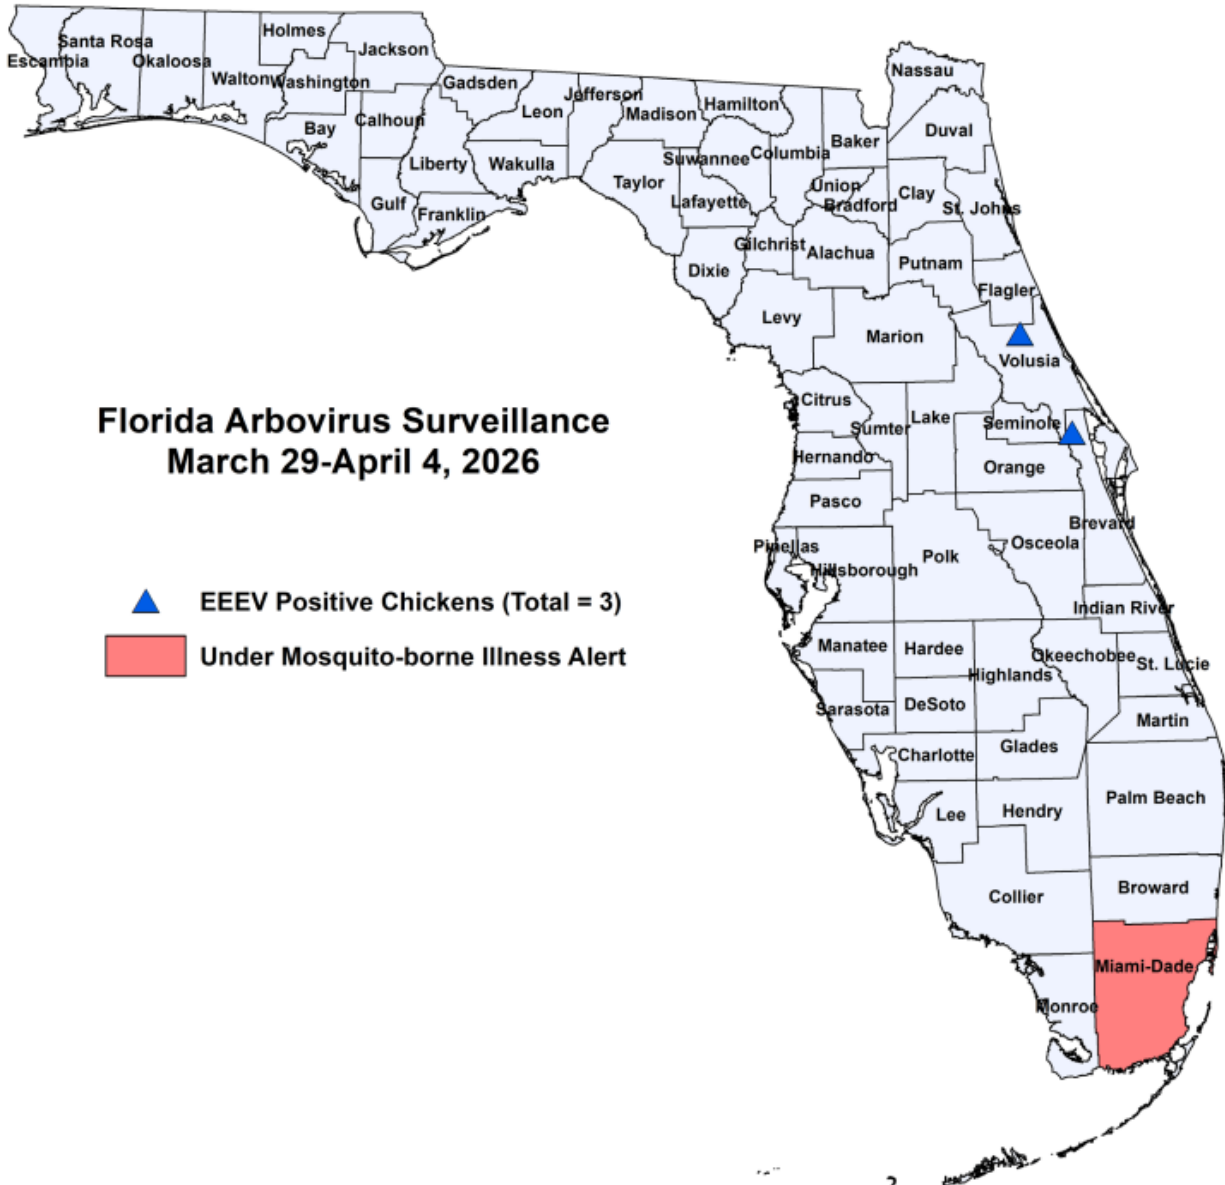 Holmes
Santa Rosa
Jackson
Escambia
Okaloosa
Walton
Washington
Gadsden
Nassau
Jefferson
Hamilton
Leon
Madison
Calhoun
Bay
Duval
Baker
Columbia
Suwannee
Liberty
Wakulla
Taylor
Union
Clay
Lafayette
Bradford
Gulf
Franklin
St. Johns
Gilchrist
Alachua
Putnam
Dixie
Flagler
Levy
Marion
Volusia
Citrus
Lake
Seminole
Sumter
Florida Arbovirus Surveillance
March 29-April 4, 2026
Hernando
Orange
Pasco
Brevard
Osceola
Pinellas
Polk
Hillsborough
EEEV Positive Chickens (Total = 3)
Indian River
Under Mosquito-borne Illness Alert
Manatee
Hardee
Okeechobee
St. Lucie
Highlands
Sarasota
DeSoto
Martin
Glades
Charlotte
Palm Beach
Lee
Hendry
Broward
Collier
Miami-Dade
Monroe